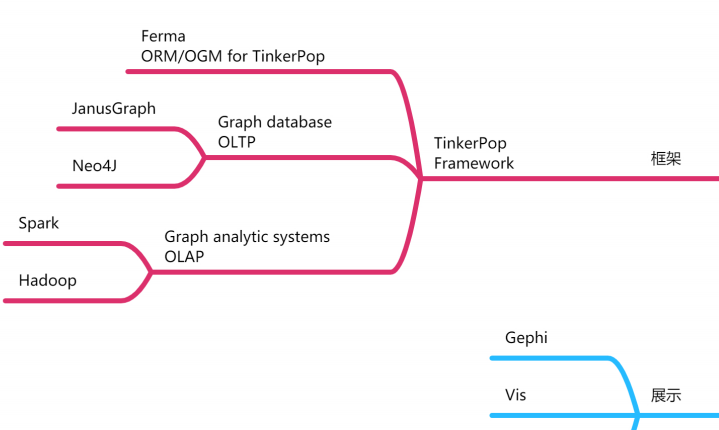 Ferma
ORM/OGM for TinkerPop
JanusGraph
Graph database
OLTP
Neo4J
TinkerPop
Framework
框架
Spark
Graph analytic systems
OLAP
Hadoop
Gephi
Vis
展示